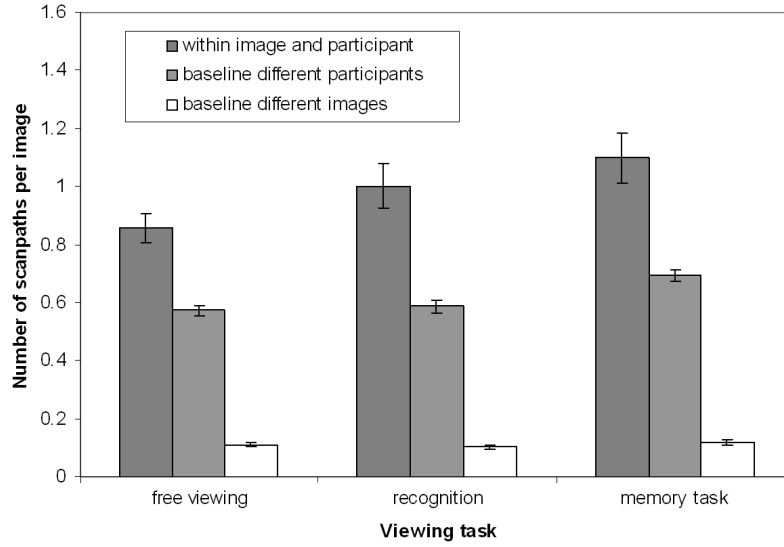 1.6
1.4
1.2
1
0.8
0.6
0.4
0.2
0
Number of scanpaths per image
within image and participant
baseline different participants
baseline different images
free viewing
recognition
memory task
Viewing task